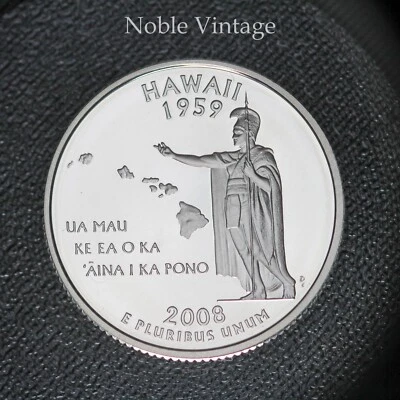 Noble Vintage
HAWAII
1959
UA MAU
KE EA O KA
ʻĀINA I KA PONO
2008
E PLURIBUS UNUM